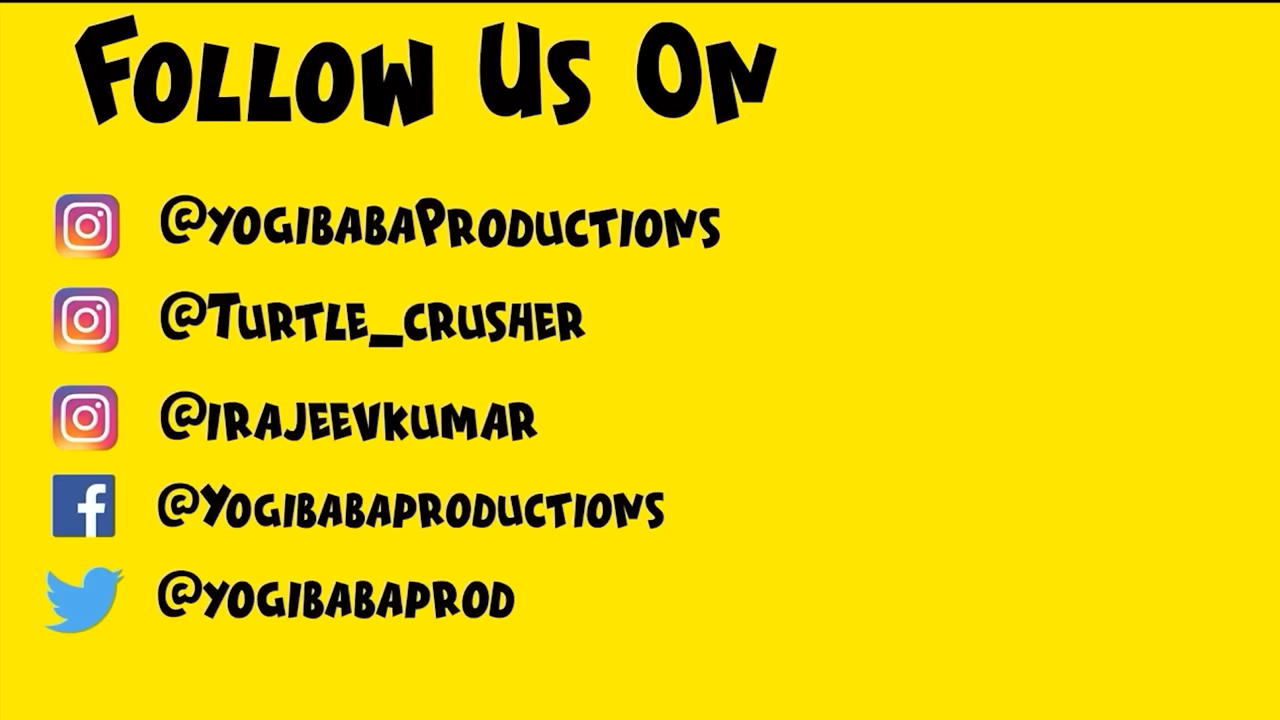 Follow Us On
@yogibabaProductions
@Turtle_crusher
@irajeevkumar
@Yogibabaproductions
@yogibabaprod